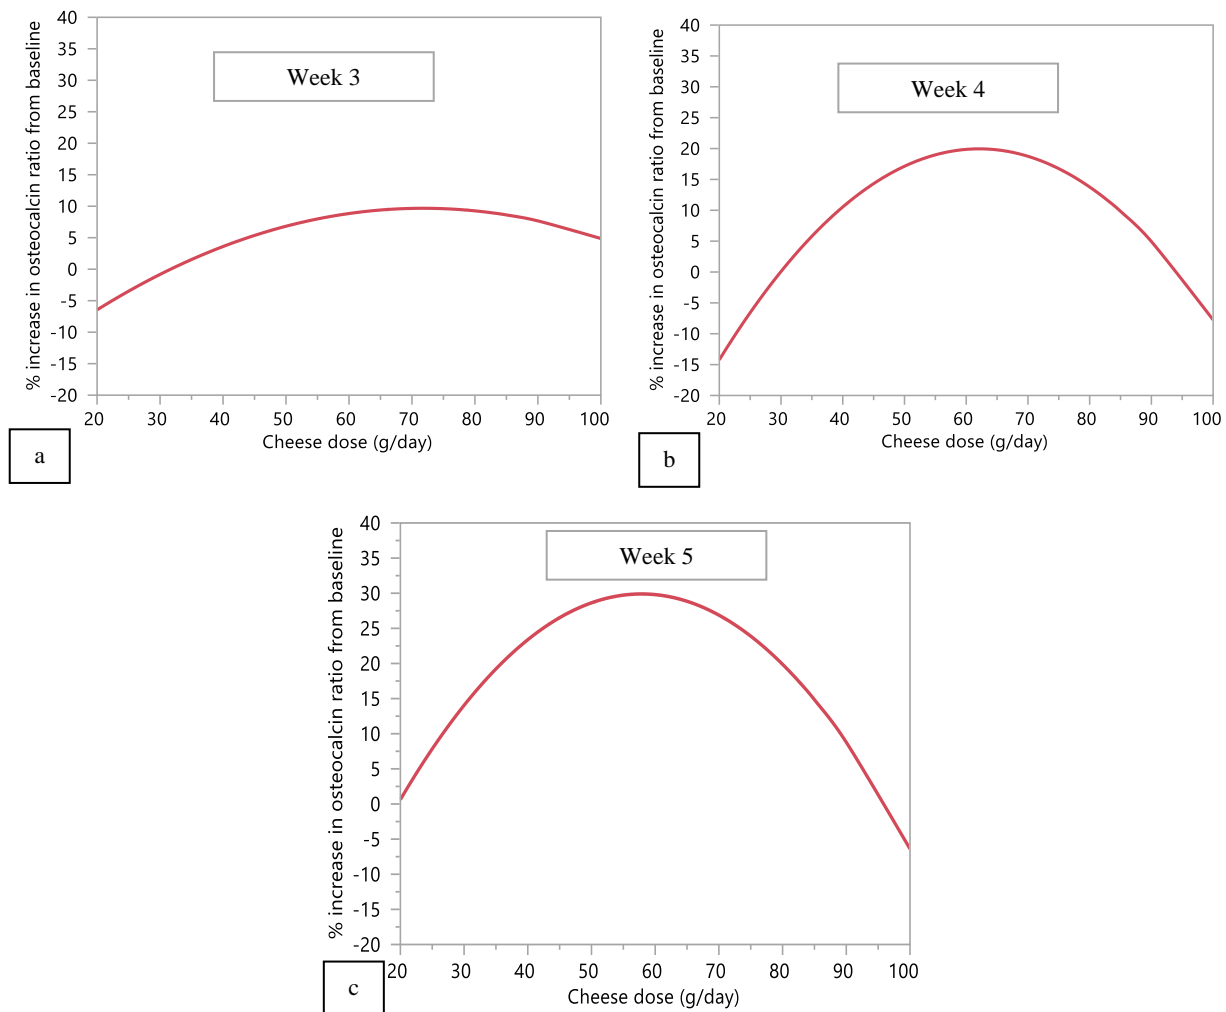 % increase in osteocalcin ratio from baseline
40
35
30
25
20
15
10
5
0
-5
-10
-15
-20
Week 3
20 30 40 50 60 70 80 90 100
Cheese dose (g/day)
a
% increase in osteocalcin ratio from baseline
40
35
30
25
20
15
10
5
0
-5
-10
-15
-20
Week 4
20 30 40 50 60 70 80 90 100
Cheese dose (g/day)
b
% increase in osteocalcin ratio from baseline
40
35
30
25
20
15
10
5
0
-5
-10
-15
-20
Week 5
20 30 40 50 60 70 80 90 100
Cheese dose (g/day)
c